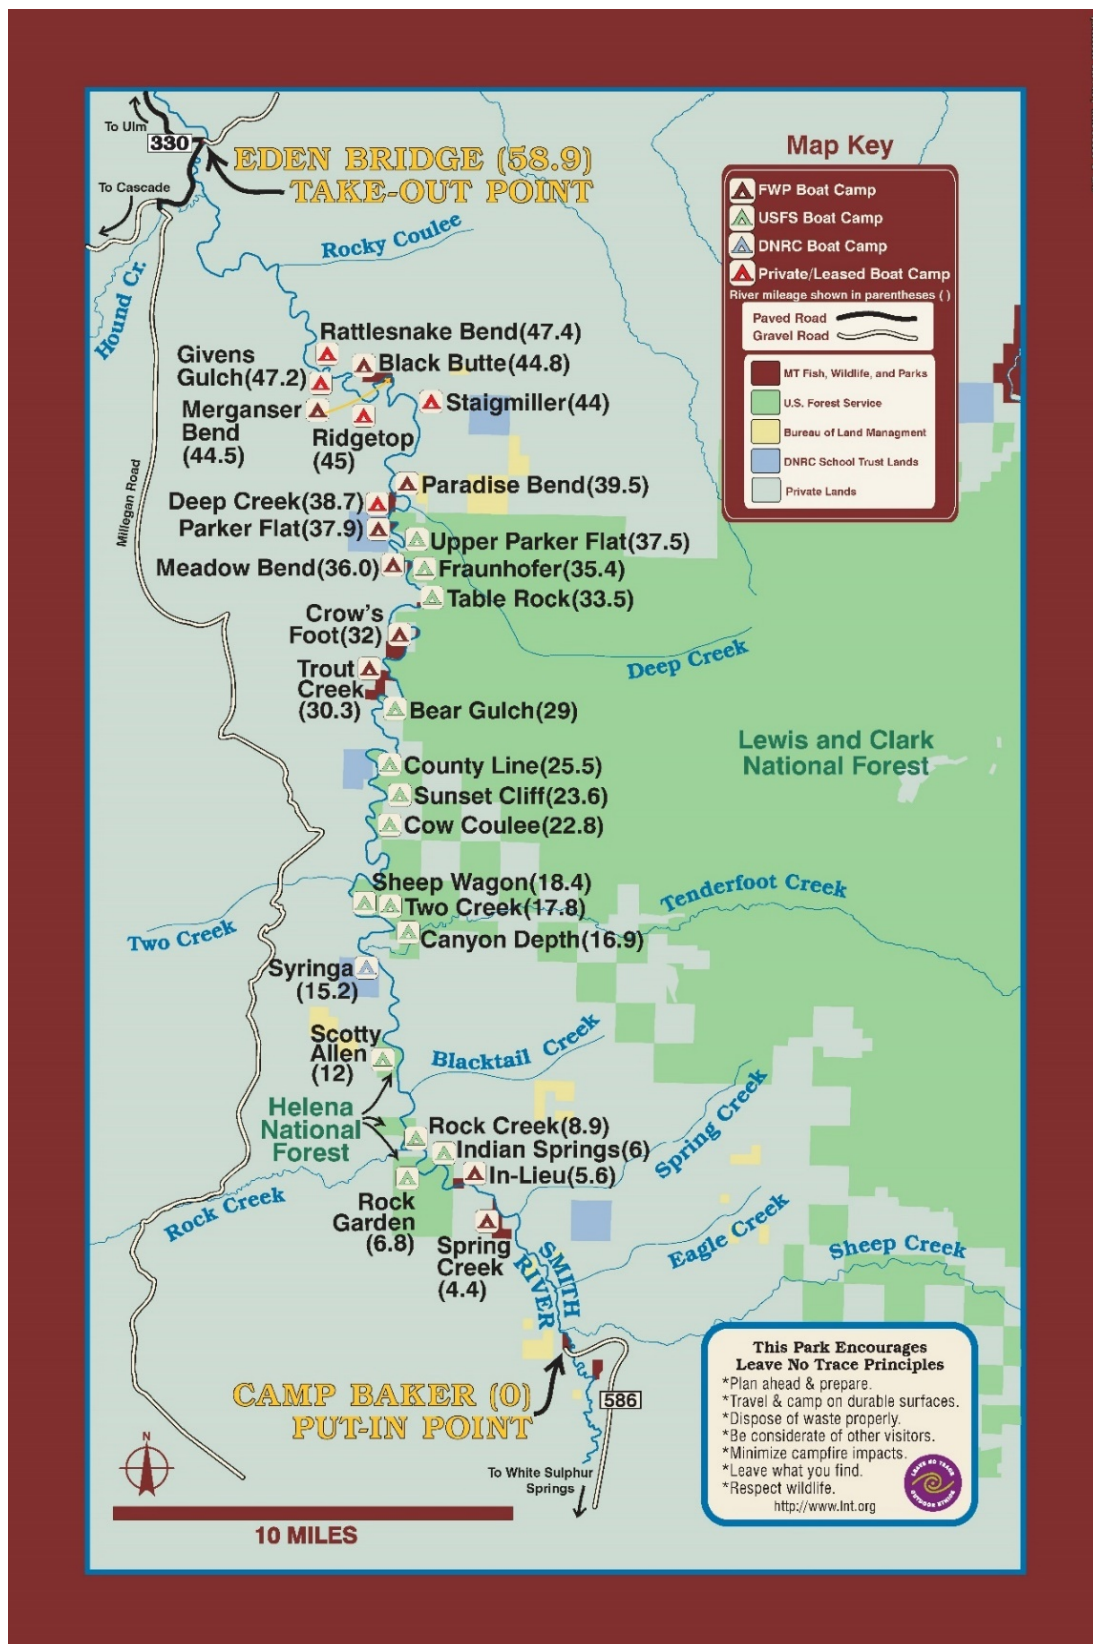 To Ulm
330
EDEN BRIDGE (58.9)
TAKE-OUT POINT
To Cascade
Rocky Coulee
Hound Cr.
Map Key
FWP Boat Camp
USFS Boat Camp
DNRC Boat Camp
Private/Leased Boat Camp
River mileage shown in parentheses ( )
Paved Road
Gravel Road
MT Fish, Wildlife, and Parks
U.S. Forest Service
Bureau of Land Managment
DNRC School Trust Lands
Private Lands
Rattlesnake Bend(47.4)
Givens
Gulch(47.2)
Black Butte(44.8)
Merganser
Bend
(44.5)
Ridgetop
(45)
Staigmiller(44)
Millegan Road
Paradise Bend(39.5)
Deep Creek(38.7)
Parker Flat(37.9)
Upper Parker Flat(37.5)
Meadow Bend(36.0)
Fraunhofer(35.4)
Table Rock(33.5)
Crow's
Foot(32)
Deep Creek
Trout
Creek
(30.3)
Bear Gulch(29)
Lewis and Clark
National Forest
County Line(25.5)
Sunset Cliff(23.6)
Cow Coulee(22.8)
Sheep Wagon(18.4)
Two Creek(17.8)
Tenderfoot Creek
Two Creek
Canyon Depth(16.9)
Syringa
(15.2)
Scotty
Allen
(12)
Blacktail Creek
Helena
National
Forest
Rock Creek(8.9)
Indian Springs(6)
In-Lieu(5.6)
Spring Creek
Rock Creek
Rock
Garden
(6.8)
Spring
Creek
(4.4)
SMITH
RIVER
Eagle Creek
Sheep Creek
CAMP BAKER (0)
PUT-IN POINT
586
To White Sulphur
Springs
N
10 MILES
This Park Encourages
Leave No Trace Principles
*Plan ahead & prepare.
*Travel & camp on durable surfaces.
*Dispose of waste properly.
*Be considerate of other visitors.
*Minimize campfire impacts.
*Leave what you find.
*Respect wildlife.
http://www.lnt.org
LEAVE NO TRACE
OUTDOOR ETHICS